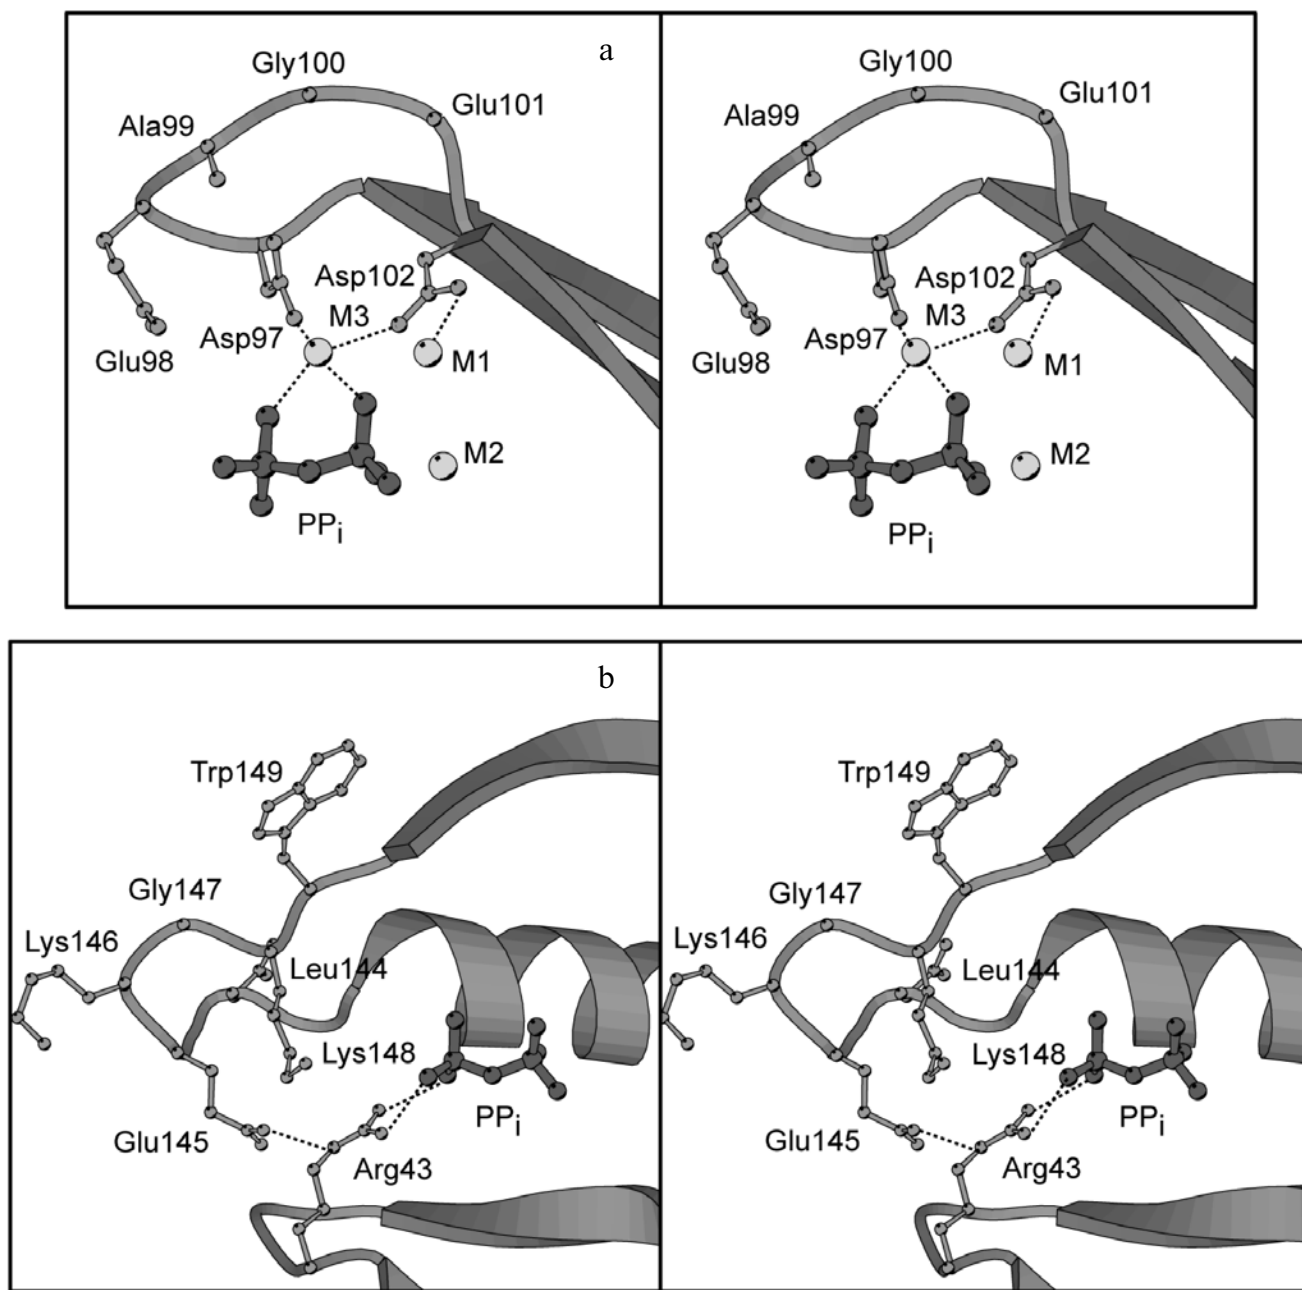 a
Gly100
Glu101
Ala99
Asp102
Asp97
M3
Glu98
M1
M2
PPi
Gly100
Glu101
Ala99
Asp102
Asp97
M3
Glu98
M1
M2
PPi
b
Trp149
Gly147
Lys146
Leu144
Lys148
PPi
Glu145
Arg43
Trp149
Gly147
Lys146
Leu144
Lys148
PPi
Glu145
Arg43